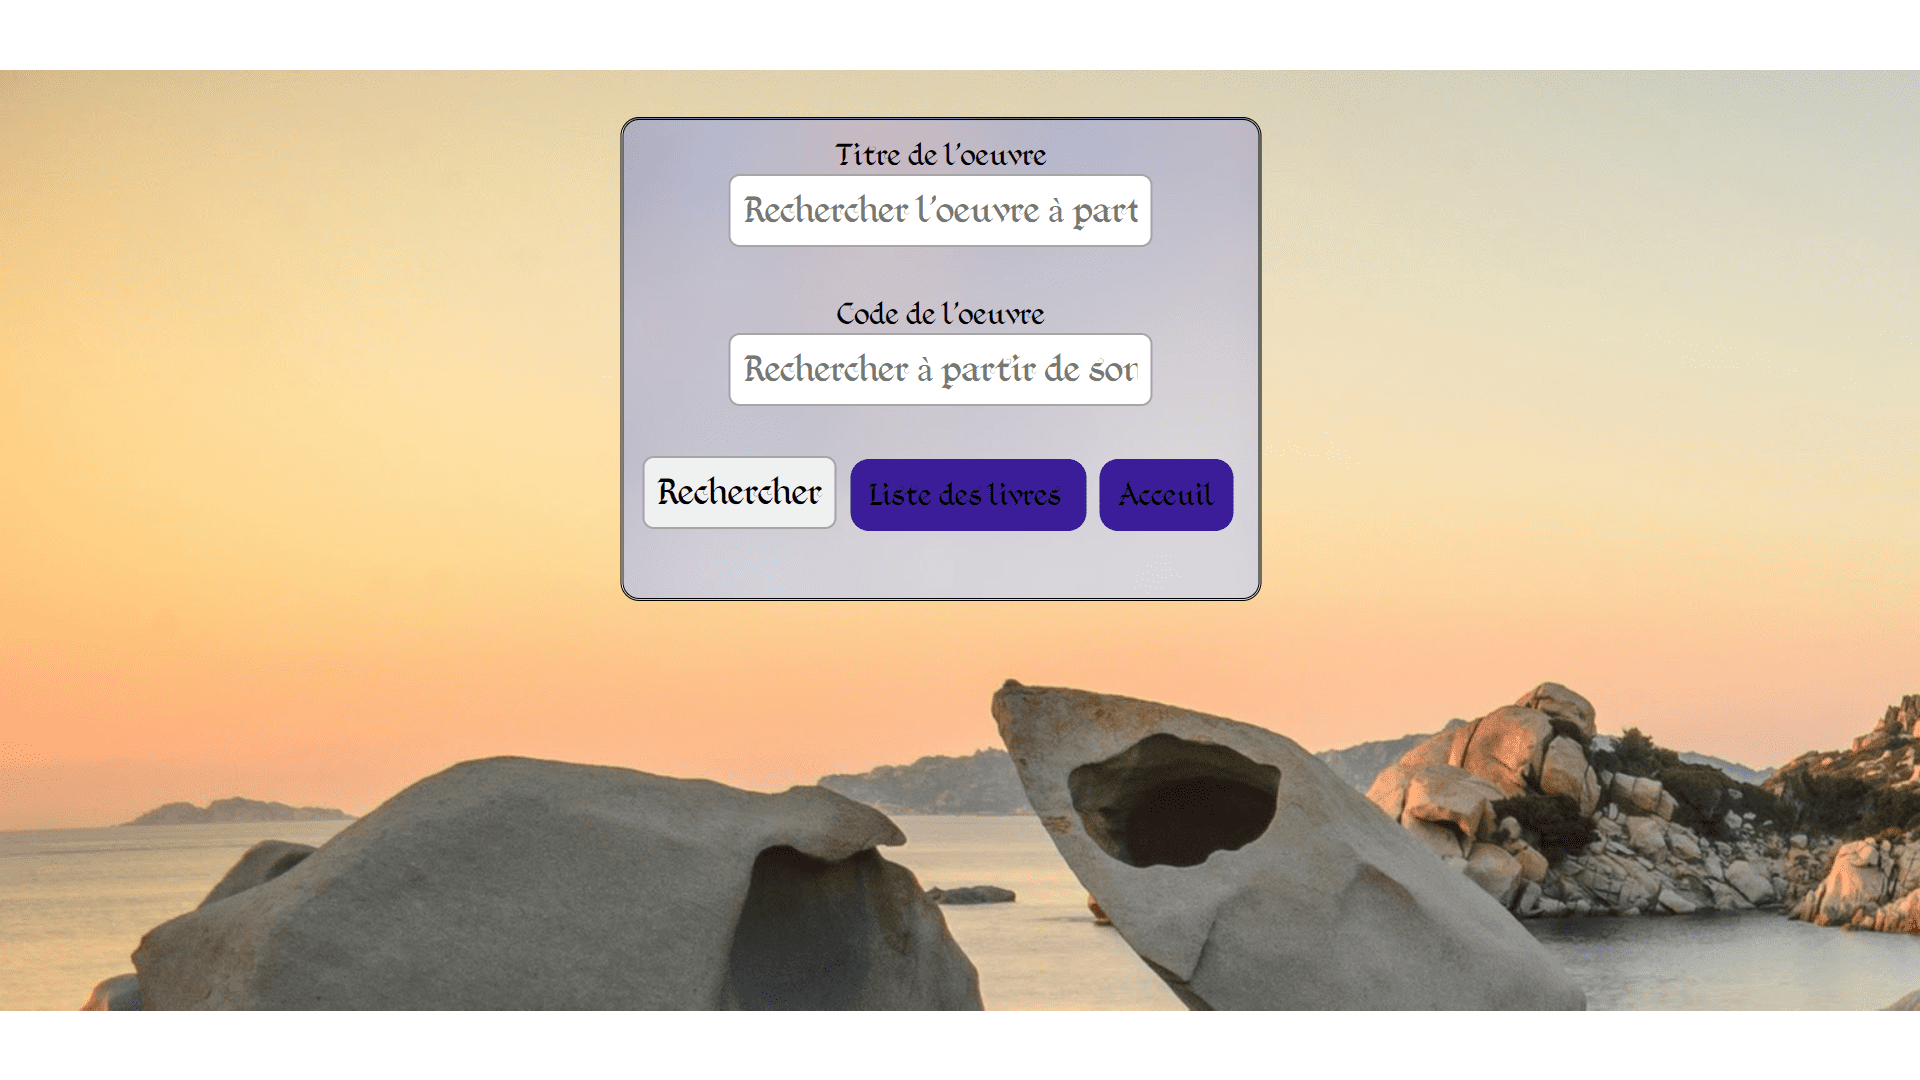 Titre de l'oeuvre
Rechercher l'oeuvre à part
Code de l'oeuvre
Rechercher à partir de son
Rechercher Liste des livres Acceuil